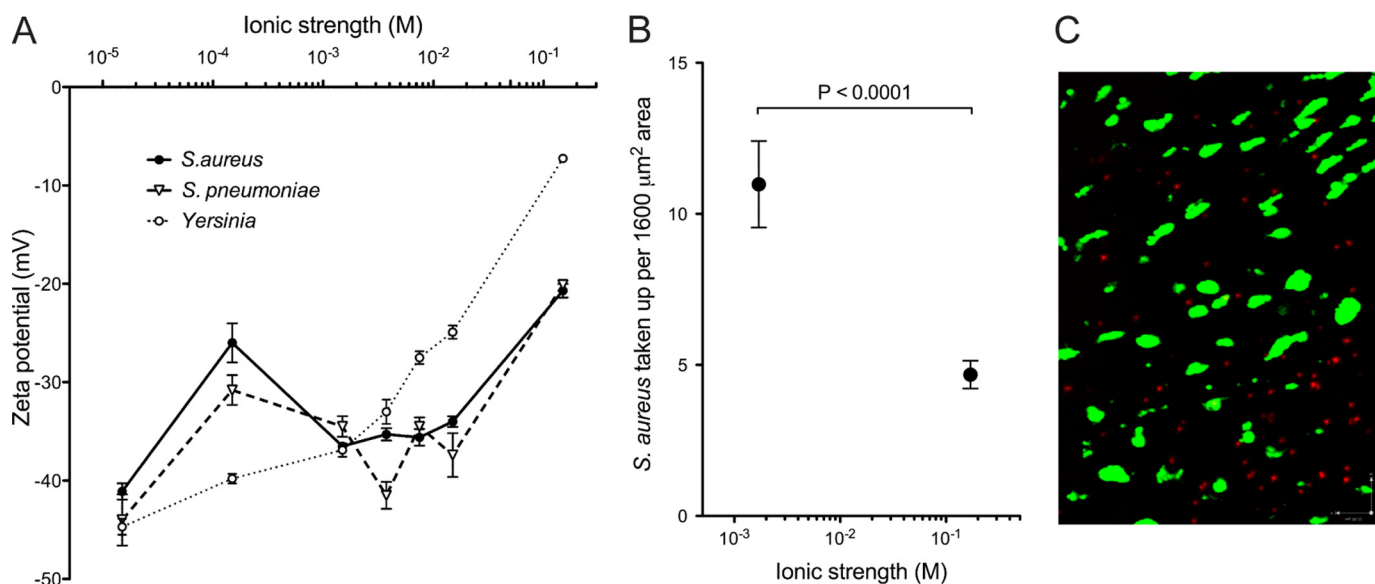 A
Ionic strength (M)
10⁻⁵ 10⁻⁴ 10⁻³ 10⁻² 10⁻¹
0
-10
-20
-30
-40
-50
Zeta potential (mV)
S.aureus
S. pneumoniae
Yersinia
B
15
10
5
0
S. aureus taken up per 1600 μm² area
P < 0.0001
10⁻³ 10⁻² 10⁻¹
Ionic strength (M)
C